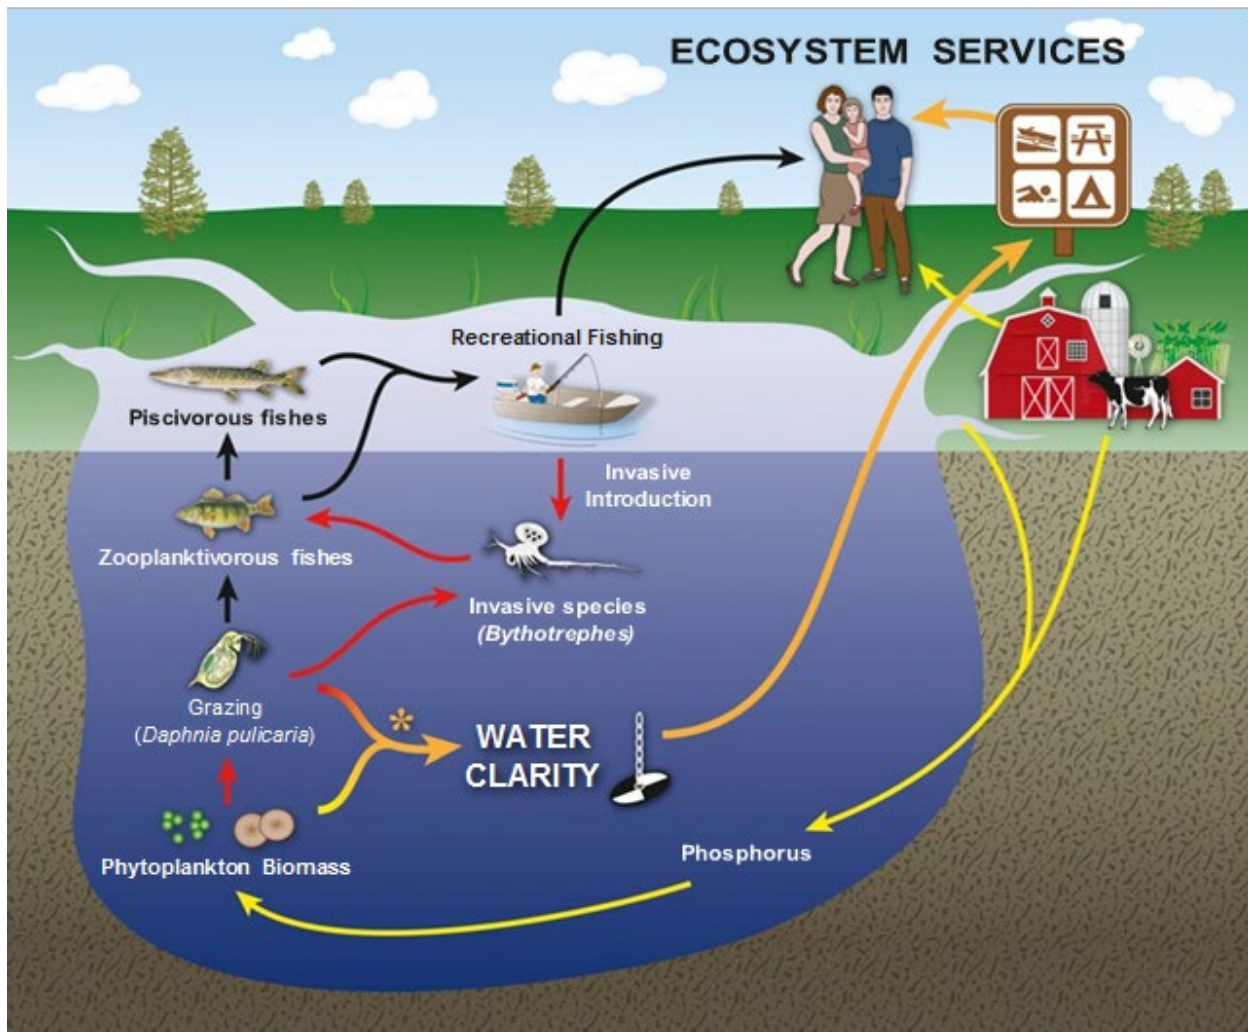 ECOSYSTEM SERVICES
Recreational Fishing
Piscivorous fishes
Invasive
Introduction
Zooplanktivorous fishes
Invasive species
(Bythotrephes)
Grazing
(Daphnia pulicaria)
*
WATER
CLARITY
Phytoplankton Biomass
Phosphorus